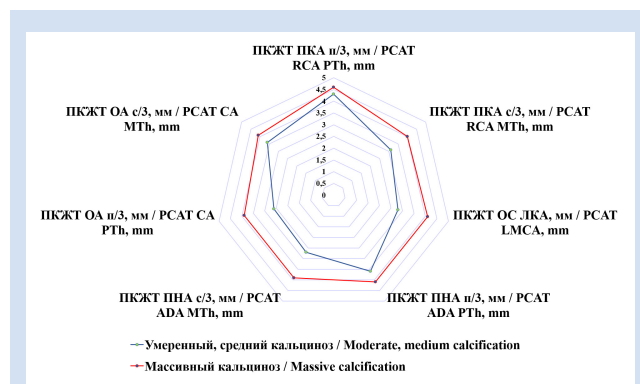 ПКЖТ ПКА п/3, мм / PCAT
RCA PTh, mm
ПКЖТ ОА с/3, мм / PCAT CA
MTh, mm
ПКЖТ ПКА с/3, мм / PCAT
RCA MTh, mm
5
4,5
4
3,5
3
2,5
2
1,5
1
0,5
0
ПКЖТ ОА п/3, мм / PCAT CA
PTh, mm
ПКЖТ ОС ЛКА, мм / PCAT
LMCA, mm
ПКЖТ ПНА с/3, мм / PCAT
ADA MTh, mm
ПКЖТ ПНА п/3, мм / PCAT
ADA PTh, mm
Умеренный, средний кальциноз / Moderate, medium calcification
Массивный кальциноз / Massive calcification